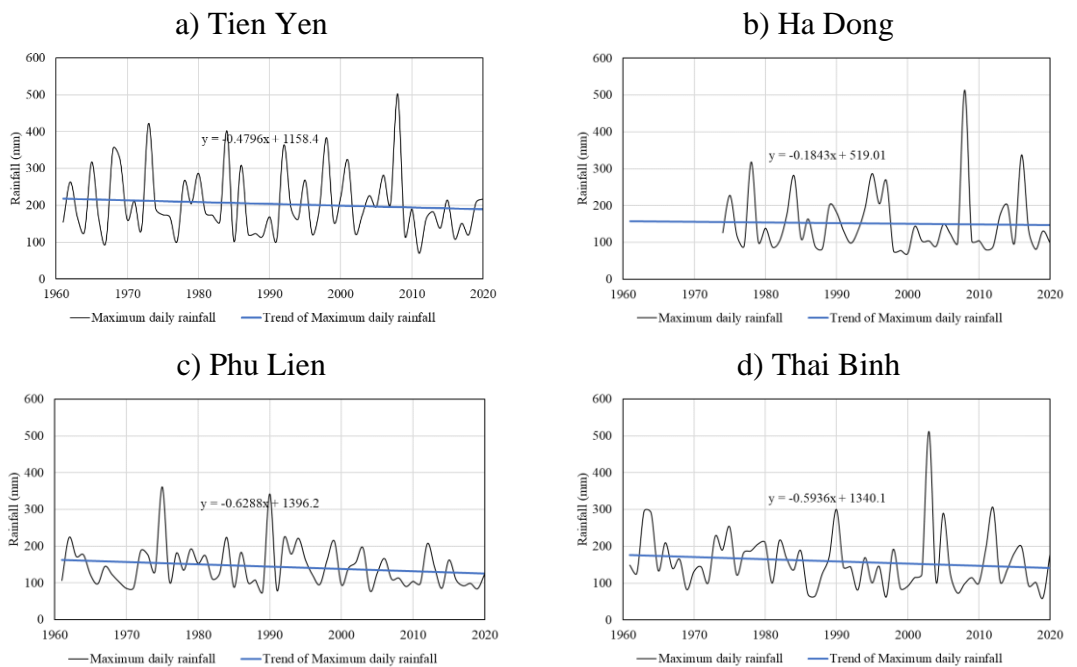 a) Tien Yen
600
500
400
300
200
100
0
Rainfall (mm)
y = -0.4796x + 1158.4
1960 1970 1980 1990 2000 2010 2020
Maximum daily rainfall Trend of Maximum daily rainfall
b) Ha Dong
600
500
400
300
200
100
0
Rainfall (mm)
y = -0.1843x + 519.01
1960 1970 1980 1990 2000 2010 2020
Maximum daily rainfall Trend of Maximum daily rainfall
c) Phu Lien
600
500
400
300
200
100
0
Rainfall (mm)
y = -0.6288x + 1396.2
1960 1970 1980 1990 2000 2010 2020
Maximum daily rainfall Trend of Maximum daily rainfall
d) Thai Binh
600
500
400
300
200
100
0
Rainfall (mm)
y = -0.5936x + 1340.1
1960 1970 1980 1990 2000 2010 2020
Maximum daily rainfall Trend of Maximum daily rainfall